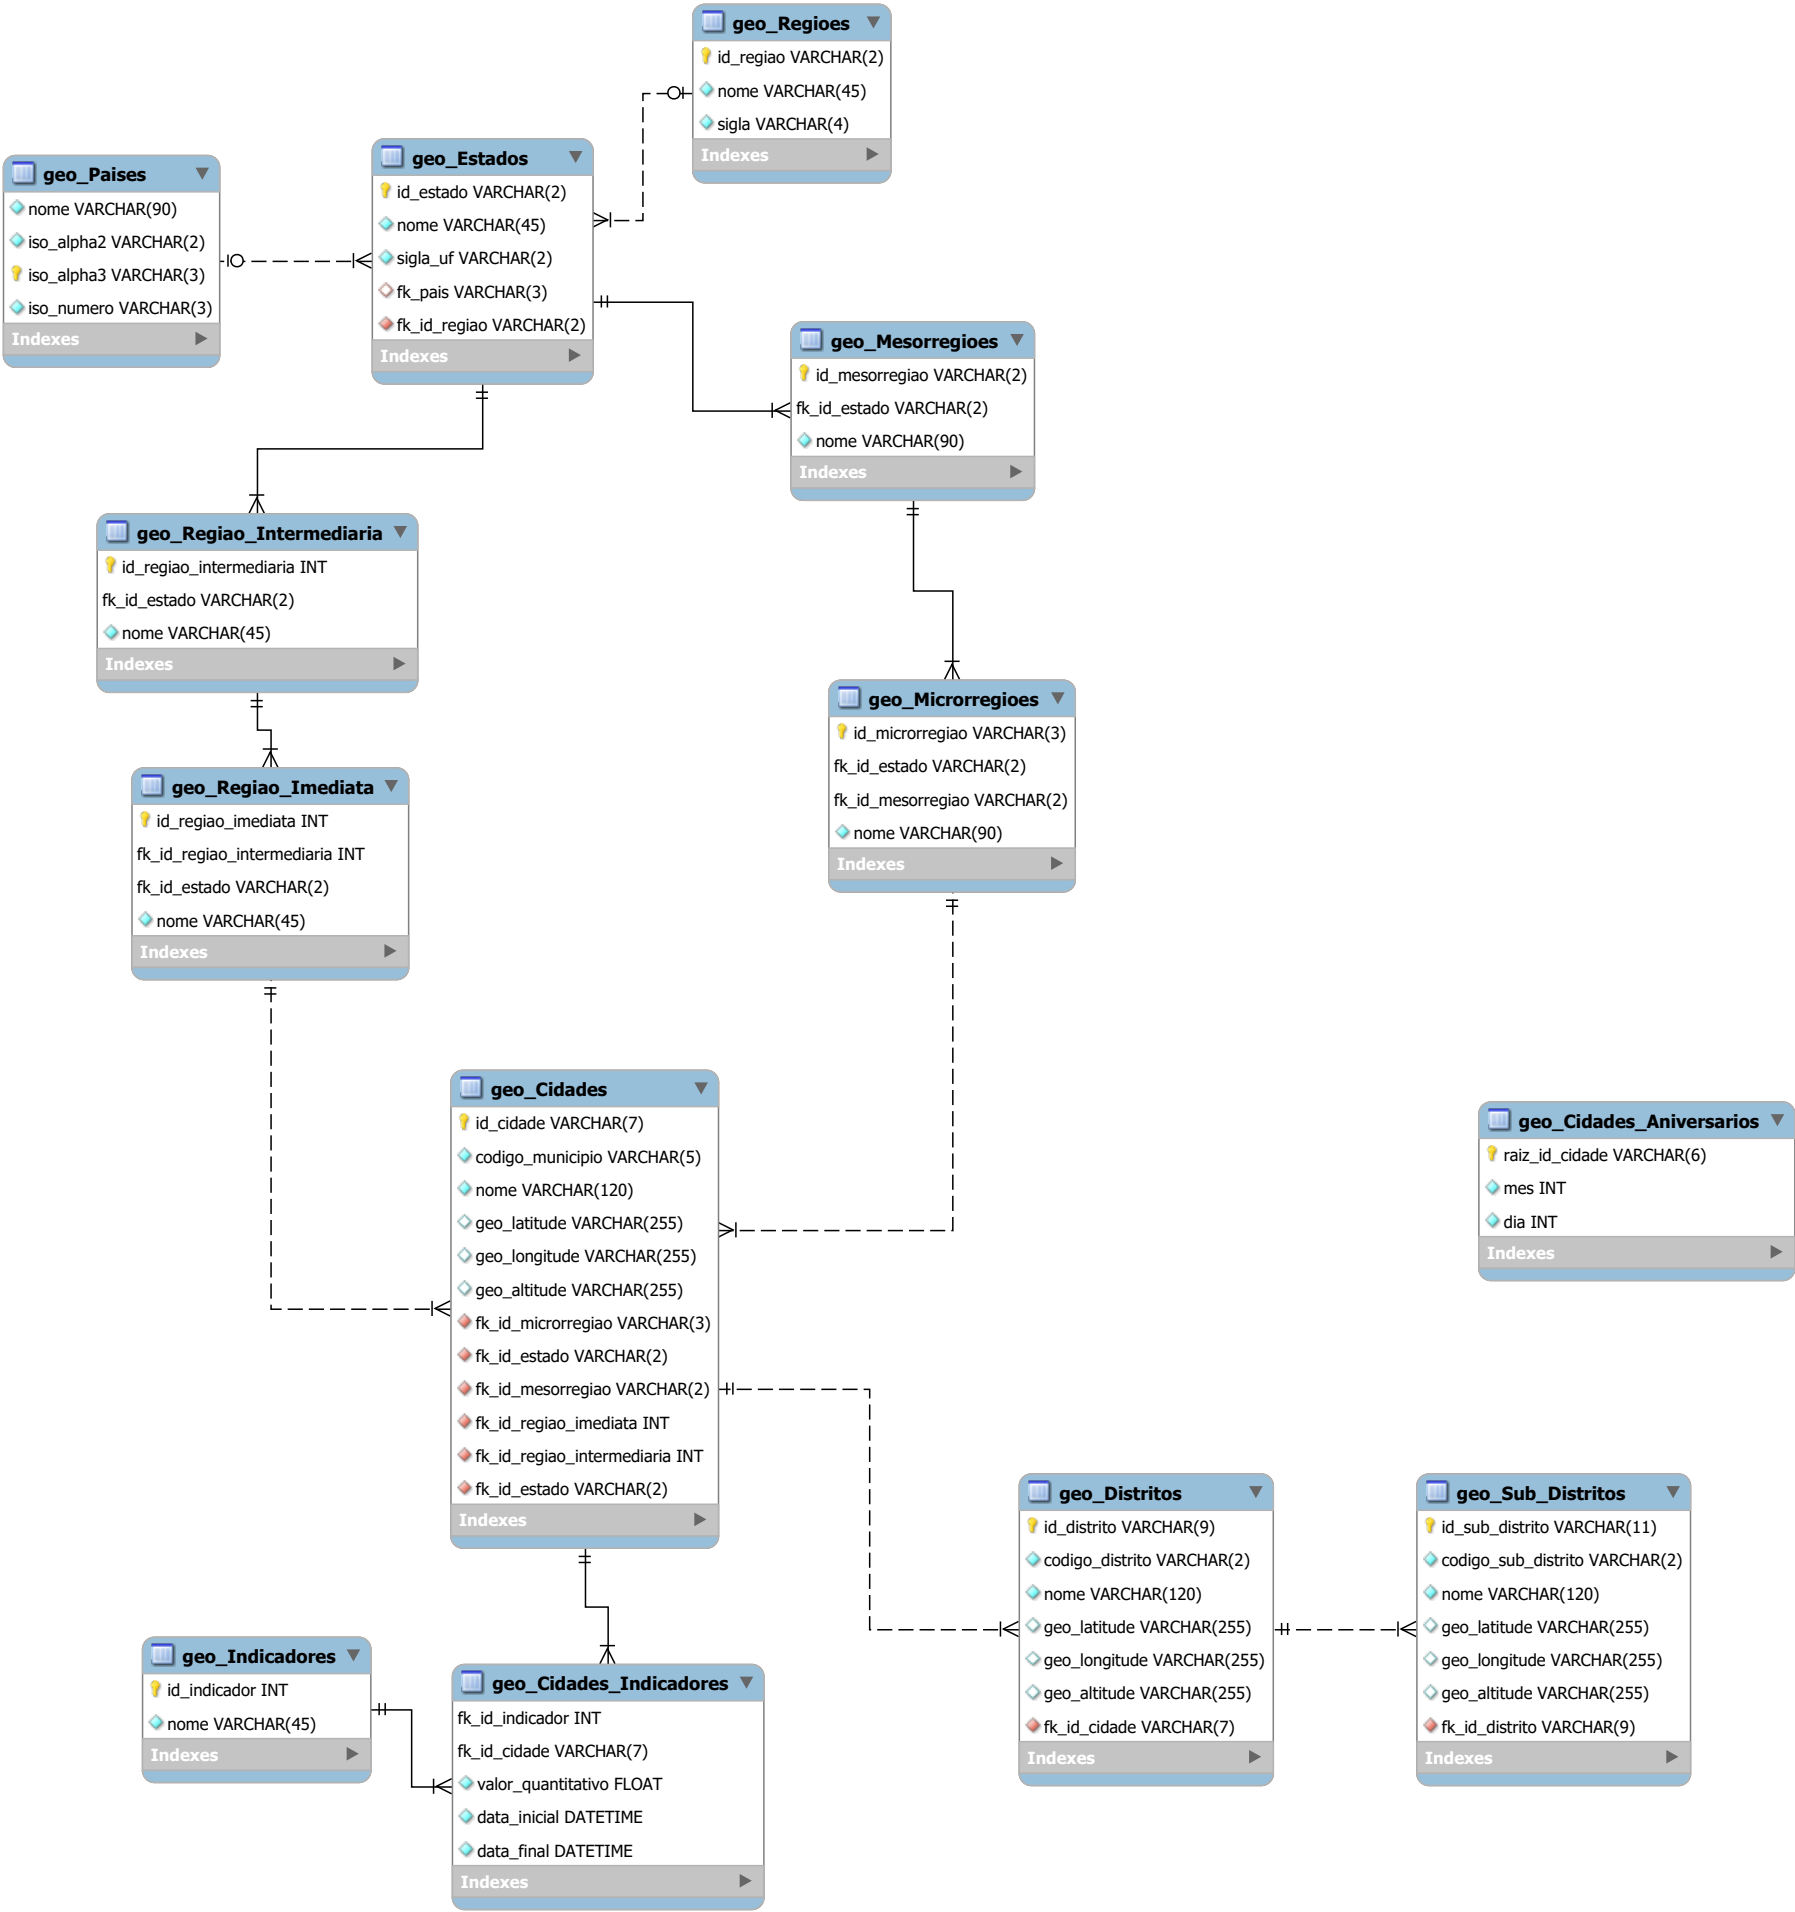 geo_Regioes
id_regiao VARCHAR(2)
nome VARCHAR(45)
sigla VARCHAR(4)
Indexes
geo_Estados
id_estado VARCHAR(2)
nome VARCHAR(45)
sigla_uf VARCHAR(2)
fk_pais VARCHAR(3)
fk_id_regiao VARCHAR(2)
Indexes
geo_Paises
nome VARCHAR(90)
iso_alpha2 VARCHAR(2)
iso_alpha3 VARCHAR(3)
iso_numero VARCHAR(3)
Indexes
geo_Mesorregioes
id_mesorregiao VARCHAR(2)
fk_id_estado VARCHAR(2)
nome VARCHAR(90)
Indexes
geo_Regiao_Intermediaria
id_regiao_intermediaria INT
fk_id_estado VARCHAR(2)
nome VARCHAR(45)
Indexes
geo_Microrregioes
id_microrregiao VARCHAR(3)
fk_id_estado VARCHAR(2)
fk_id_mesorregiao VARCHAR(2)
nome VARCHAR(90)
Indexes
geo_Regiao_Imediata
id_regiao_imediata INT
fk_id_regiao_intermediaria INT
fk_id_estado VARCHAR(2)
nome VARCHAR(45)
Indexes
geo_Cidades
id_cidade VARCHAR(7)
codigo_municipio VARCHAR(5)
nome VARCHAR(120)
geo_latitude VARCHAR(255)
geo_longitude VARCHAR(255)
geo_altitude VARCHAR(255)
fk_id_microrregiao VARCHAR(3)
fk_id_estado VARCHAR(2)
fk_id_mesorregiao VARCHAR(2)
fk_id_regiao_imediata INT
fk_id_regiao_intermediaria INT
fk_id_estado VARCHAR(2)
Indexes
geo_Cidades_Aniversarios
raiz_id_cidade VARCHAR(6)
mes INT
dia INT
Indexes
geo_Distritos
id_distrito VARCHAR(9)
codigo_distrito VARCHAR(2)
nome VARCHAR(120)
geo_latitude VARCHAR(255)
geo_longitude VARCHAR(255)
geo_altitude VARCHAR(255)
fk_id_cidade VARCHAR(7)
Indexes
geo_Sub_Distritos
id_sub_distrito VARCHAR(11)
codigo_sub_distrito VARCHAR(2)
nome VARCHAR(120)
geo_latitude VARCHAR(255)
geo_longitude VARCHAR(255)
geo_altitude VARCHAR(255)
fk_id_distrito VARCHAR(9)
Indexes
geo_Indicadores
id_indicador INT
nome VARCHAR(45)
Indexes
geo_Cidades_Indicadores
fk_id_indicador INT
fk_id_cidade VARCHAR(7)
valor_quantitativo FLOAT
data_inicial DATETIME
data_final DATETIME
Indexes